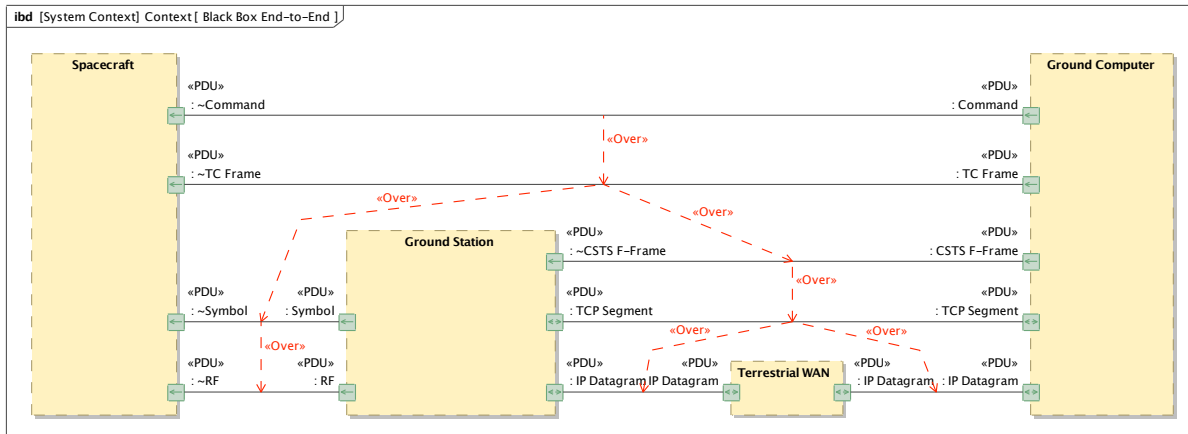 ibd [System Context] Context [ Black Box End-to-End ]
Spacecraft
Ground Computer
«PDU»
: ~Command
«PDU»
: Command
«Over»
«PDU»
: ~TC Frame
«PDU»
: TC Frame
«Over»
«Over»
Ground Station
«PDU»
: ~CSTS F-Frame
«PDU»
: CSTS F-Frame
«Over»
«PDU»
: ~Symbol
«PDU»
: Symbol
«PDU»
: TCP Segment
«PDU»
: TCP Segment
«Over»
«Over»
«Over»
«PDU»
: ~RF
«PDU»
: RF
«PDU»
: IP Datagram
«PDU»
IP Datagram
Terrestrial WAN
«PDU»
: IP Datagram
«PDU»
: IP Datagram